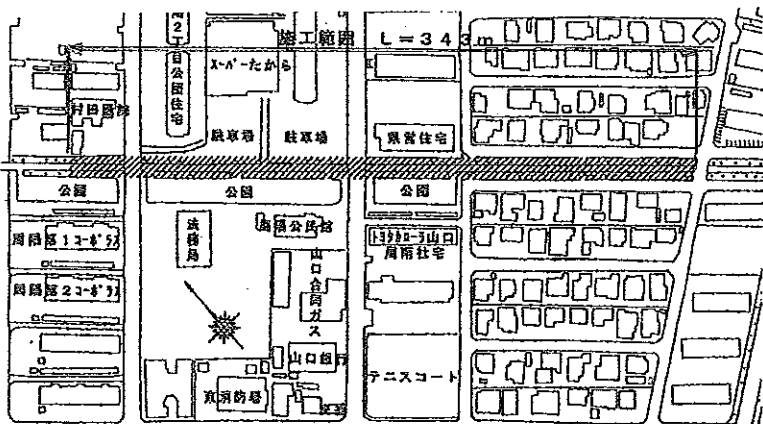 施工範囲 L=343m
周2丁目公団住宅
スーパーたから
村田医院
駐車場
駐車場
県営住宅
公園
公園
公園
法務局
周陽公民館
トヨタカローラ山口
周南住宅
周陽第1コーポラス
周陽第2コーポラス
山口合同ガス
山口銀行
東消防署
テニスコート